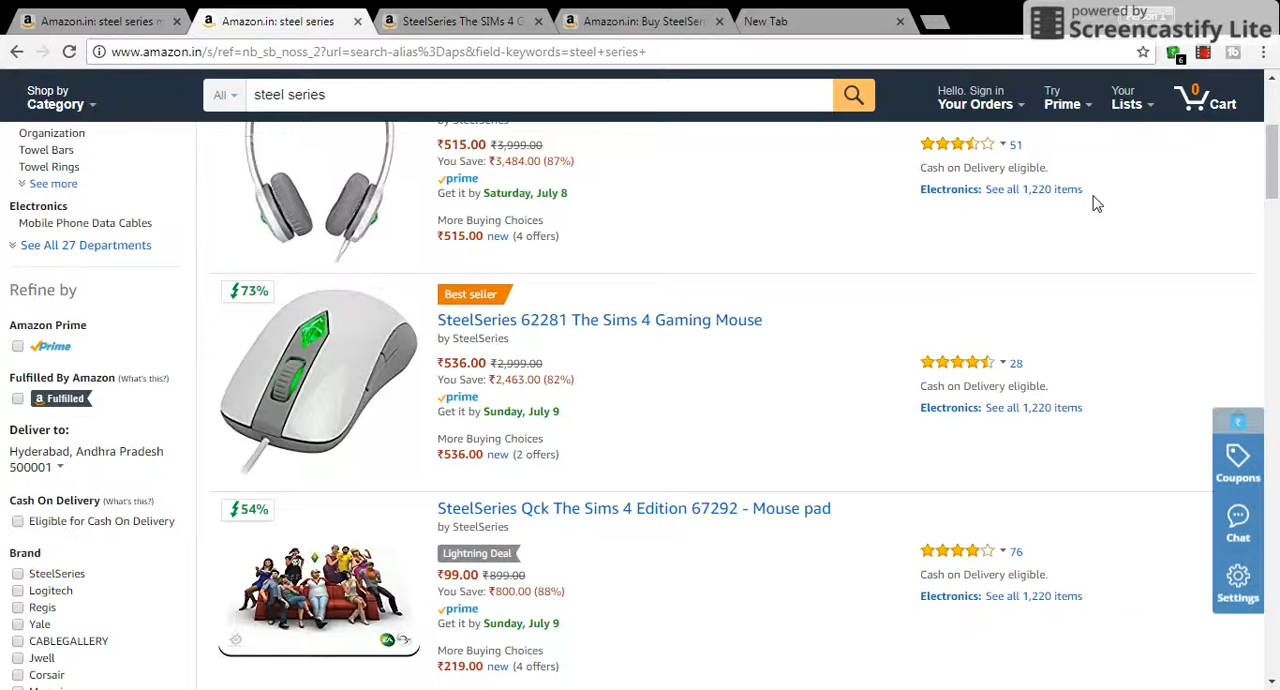 Amazon.in: steel series m
Amazon.in: steel series
SteelSeries The SIMs 4 G
Amazon.in: Buy SteelSer
New Tab
powered by
Screencastify Lite
www.amazon.in/s/ref=nb_sb_noss_2?url=search-alias%3Daps&field-keywords=steel+series+
6
Shop by
Category
All
steel series
Hello. Sign in
Your Orders
Try
Prime
Your
Lists
0
Cart
Organization
Towel Bars
Towel Rings
See more
Electronics
Mobile Phone Data Cables
See All 27 Departments
Refine by
Amazon Prime
Prime
Fulfilled By Amazon (What's this?)
a Fulfilled
Deliver to:
Hyderabad, Andhra Pradesh
500001
Cash On Delivery (What's this?)
Eligible for Cash On Delivery
Brand
SteelSeries
Logitech
Regis
Yale
CABLEGALLERY
Jwell
Corsair
by SteelSeries
₹515.00 ₹3,999.00
You Save: ₹3,484.00 (87%)
prime
Get it by Saturday, July 8
More Buying Choices
₹515.00 new (4 offers)
51
Cash on Delivery eligible.
Electronics: See all 1,220 items
73%
Best seller
SteelSeries 62281 The Sims 4 Gaming Mouse
by SteelSeries
₹536.00 ₹2,999.00
You Save: ₹2,463.00 (82%)
prime
Get it by Sunday, July 9
More Buying Choices
₹536.00 new (2 offers)
28
Cash on Delivery eligible.
Electronics: See all 1,220 items
54%
SteelSeries Qck The Sims 4 Edition 67292 - Mouse pad
by SteelSeries
Lightning Deal
₹99.00 ₹899.00
You Save: ₹800.00 (88%)
prime
Get it by Sunday, July 9
More Buying Choices
₹219.00 new (4 offers)
76
Cash on Delivery eligible.
Electronics: See all 1,220 items
Coupons
Chat
Settings